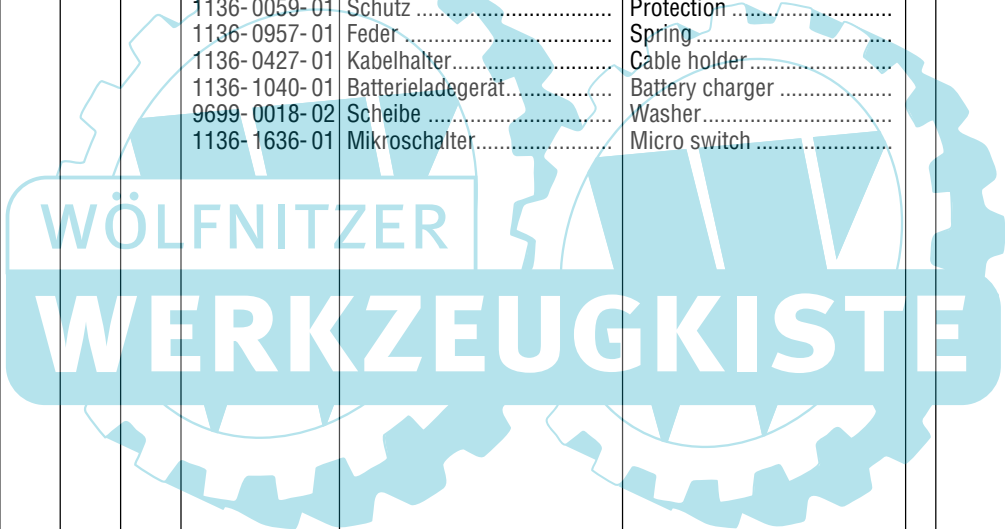 1136-0059-01 Schutz ................................ Protection ..........................
1136-0957-01 Feder .................................. Spring .................................
1136-0427-01 Kabelhalter.......................... Cable holder.......................
1136-1040-01 Batterieladegerät................. Battery charger ..................
9699-0018-02 Scheibe .............................. Washer...............................
1136-1636-01 Mikroschalter...................... Micro switch ......................
WÖLFNITZER
WERKZEUGKISTE